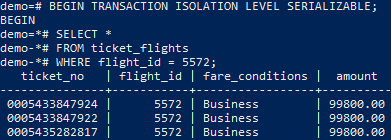 demo=# BEGIN TRANSACTION ISOLATION LEVEL SERIALIZABLE;
BEGIN
demo-*# SELECT *
demo-*# FROM ticket_flights
demo-*# WHERE flight_id = 5572;
ticket_no | flight_id | fare_conditions | amount
---------------+-----------+-----------------+----------
0005433847924 | 5572 | Business | 99800.00
0005433847922 | 5572 | Business | 99800.00
0005435282817 | 5572 | Business | 99800.00